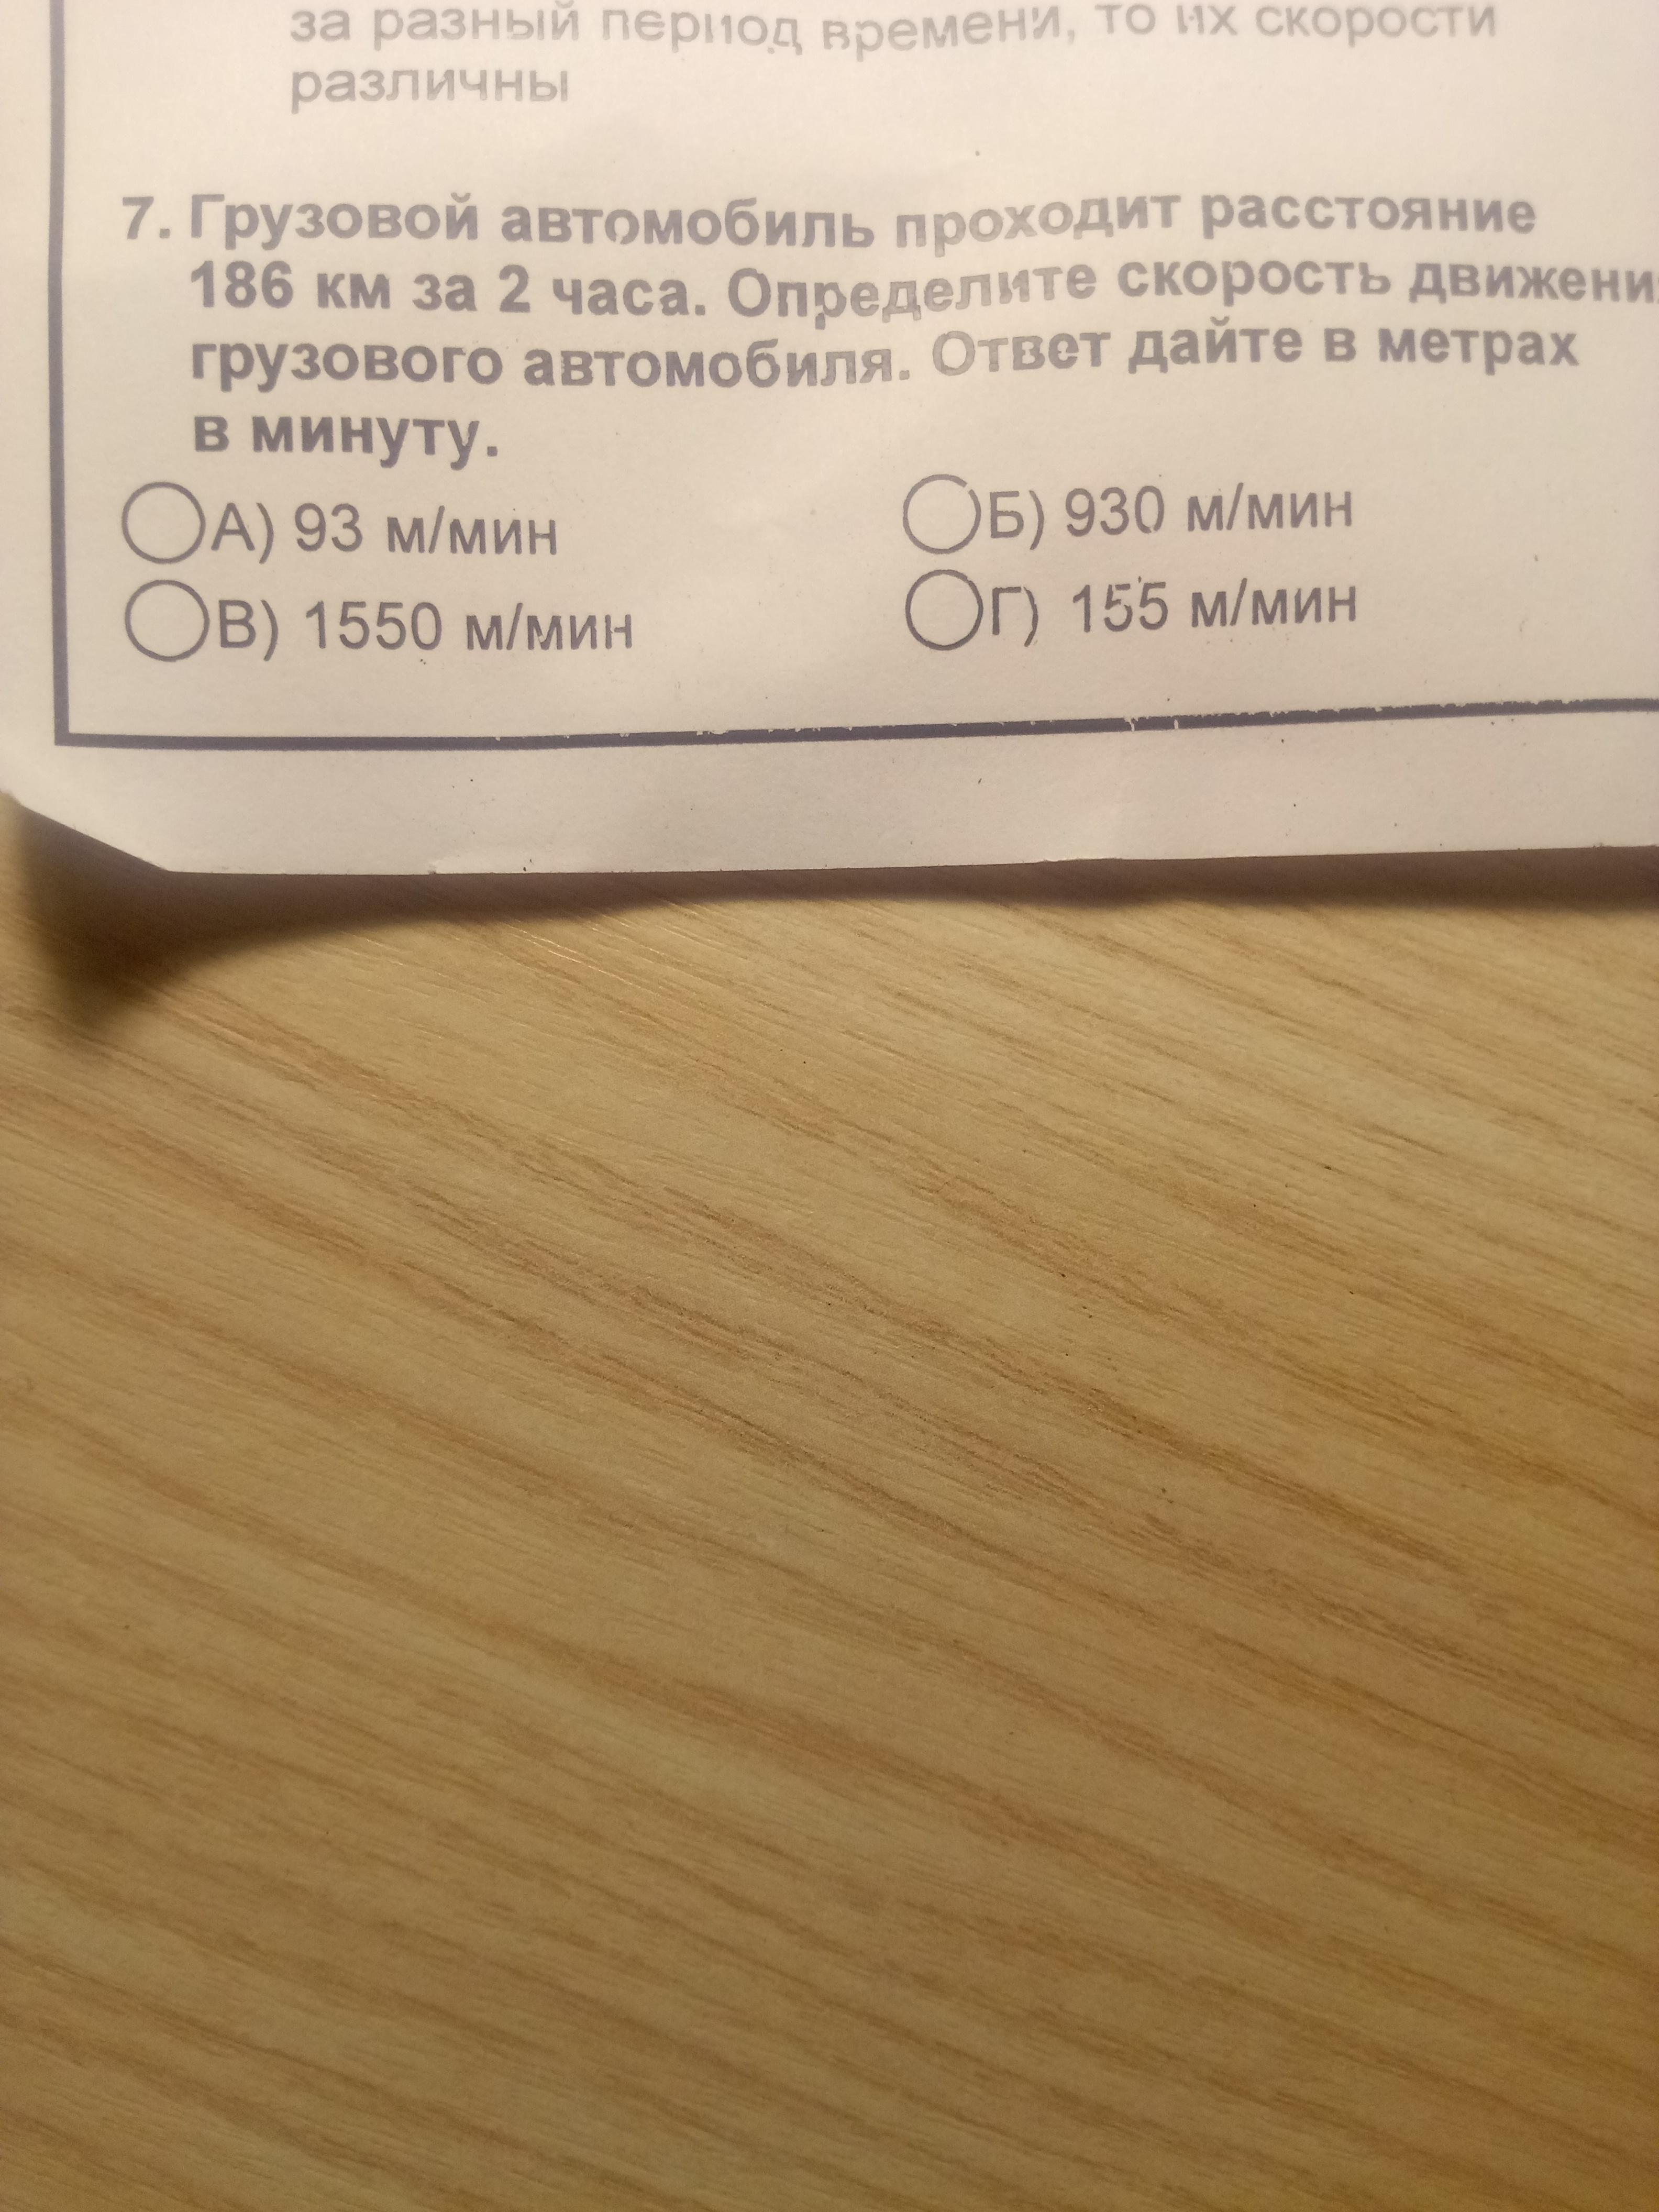 за разный период времени, то их скорости
различны
7. Грузовой автомобиль проходит расстояние
186 км за 2 часа. Определите скорость движени
грузового автомобиля. Ответ дайте в метрах
в минуту.
А) 93 м/мин Б) 930 м/мин
В) 1550 м/мин Г) 155 м/мин